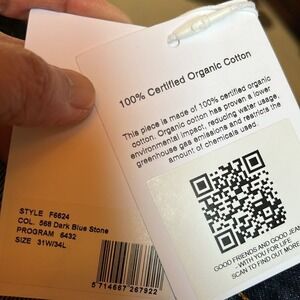 100% Certified Organic Cotton
This piece is made of 100% certified organic
cotton. Organic cotton has proven a lower
environmental impact, reducing water usage,
greenhouse gas emissions and restricts the
amount of chemicals used.
STYLE F6624
COL. 568 Dark Blue Stone
PROGRAM 6432
SIZE 31W/34L
5 714667 267922
GOOD FRIENDS AND GOOD JEANS
WITH YOU FOR LIFE
SCAN TO FIND OUT MORE